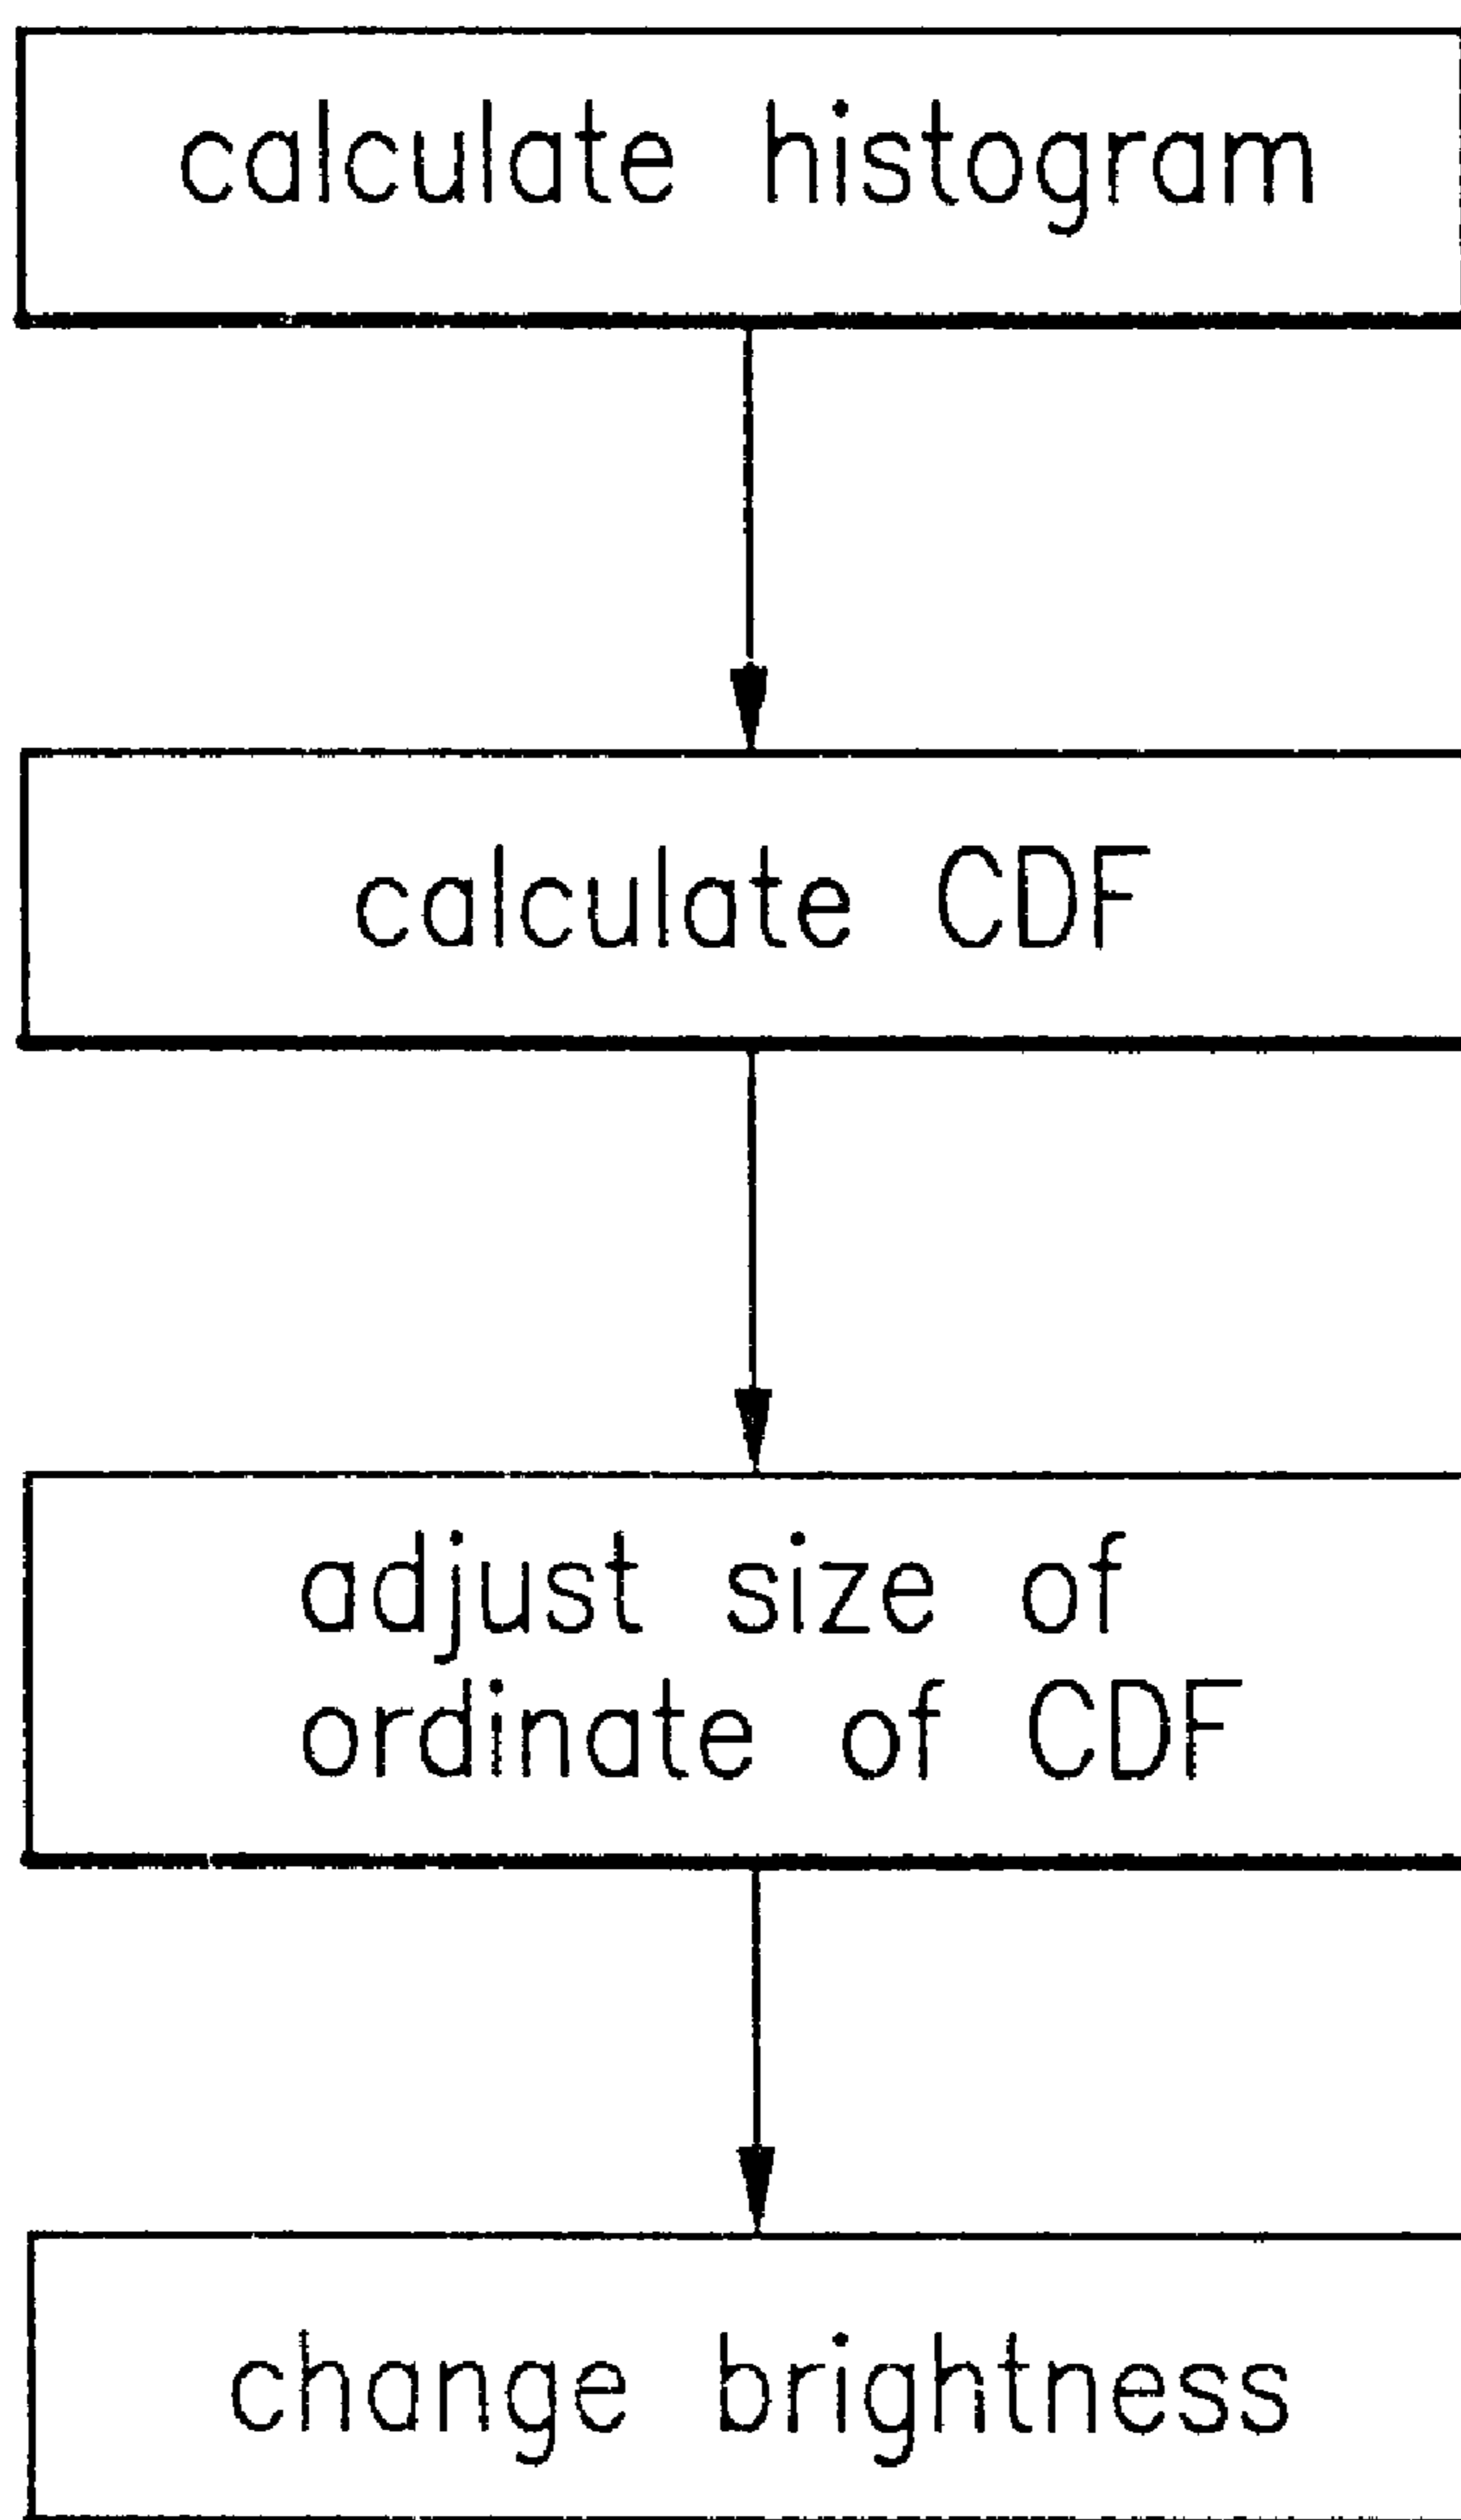 calculate histogram
calculate CDF
adjust size of
ordinate of CDF
change brightness